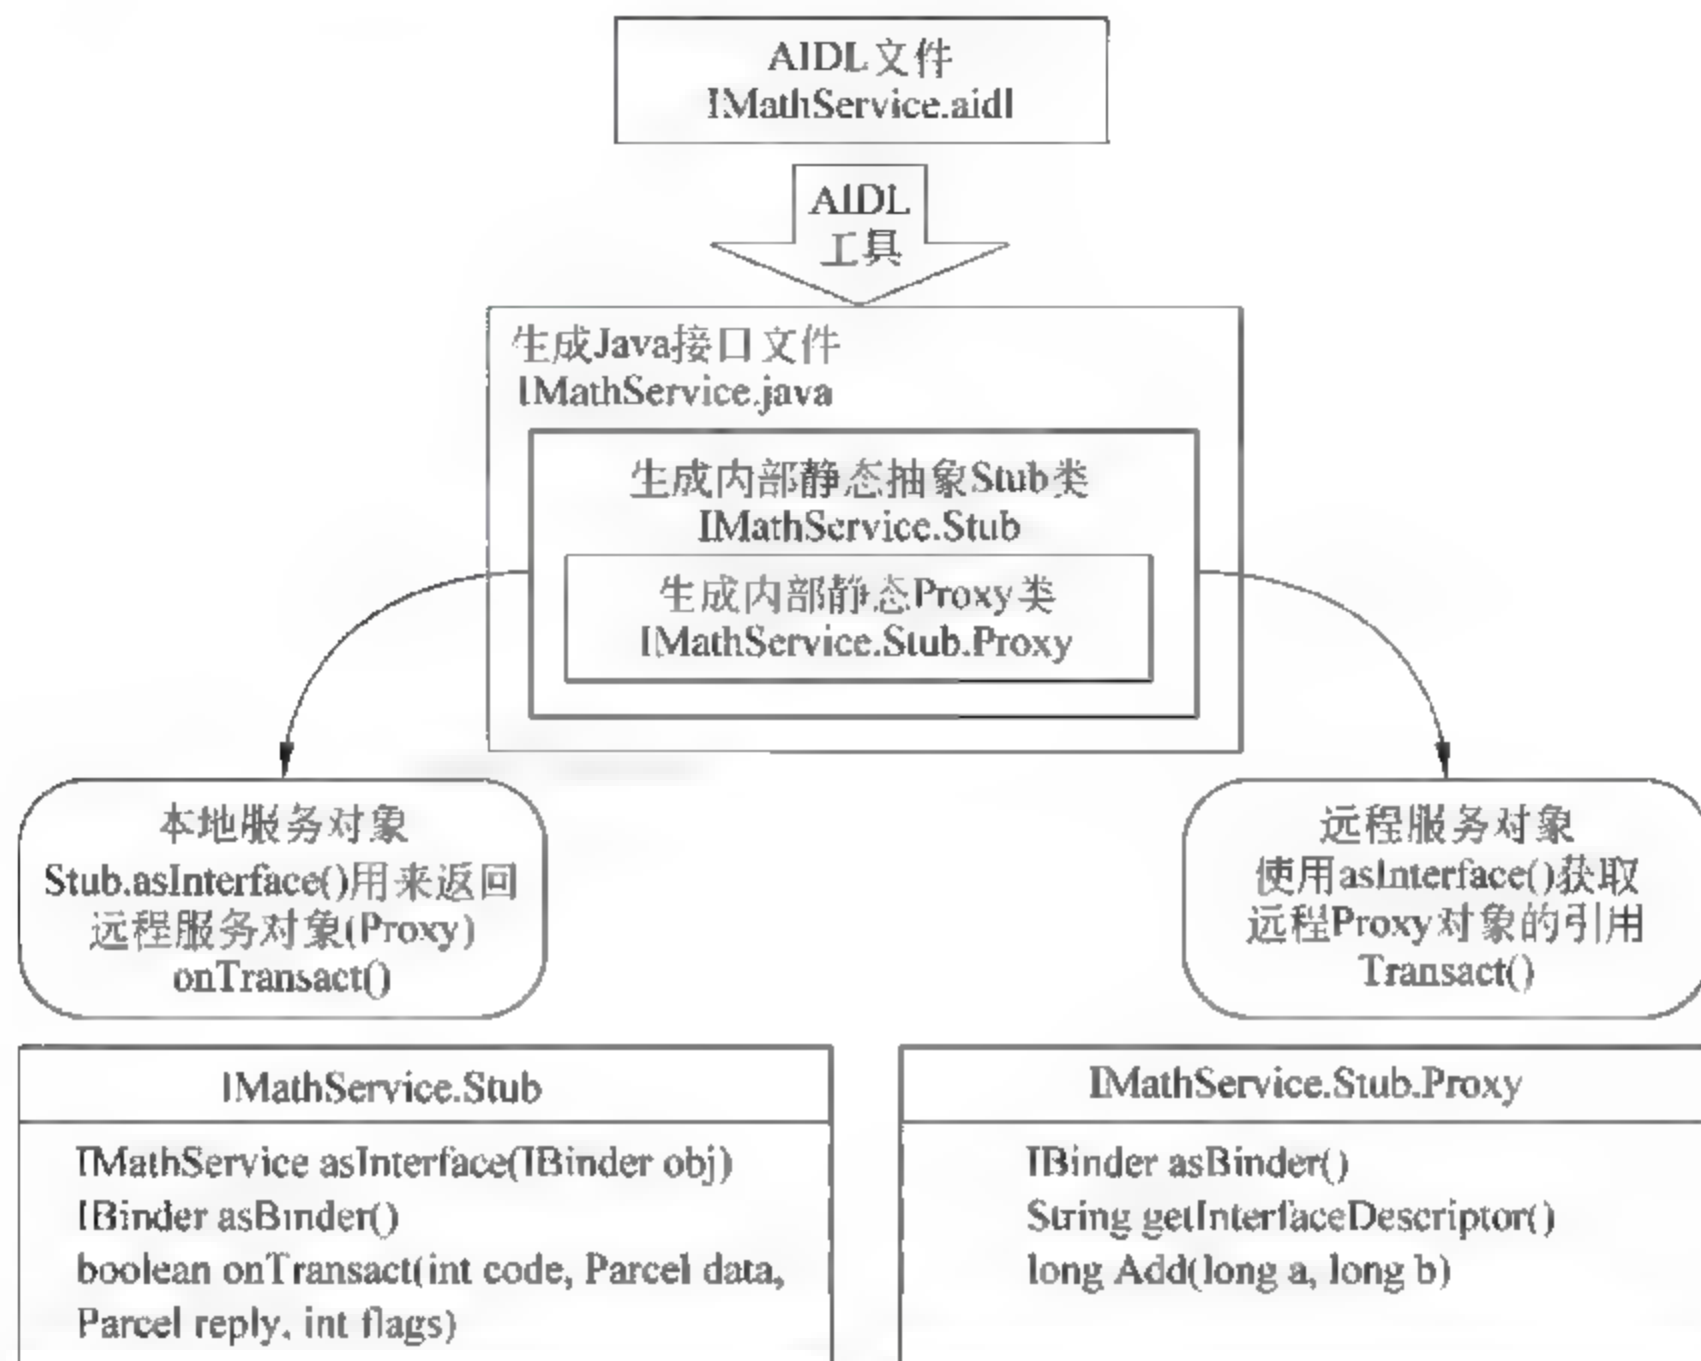 AIDL文件
IMathService.aidl
AIDL
工具
生成Java接口文件
IMathService.java
生成内部静态抽象Stub类
IMathService.Stub
生成内部静态Proxy类
IMathService.Stub.Proxy
本地服务对象
Stub.asInterface()用来返回
远程服务对象(Proxy)
onTransact()
远程服务对象
使用asInterface()获取
远程Proxy对象的引用
Transact()
IMathService.Stub
IMathService asInterface(IBinder obj)
IBinder asBinder()
boolean onTransact(int code, Parcel data,
Parcel reply, int flags)
IMathService.Stub.Proxy
IBinder asBinder()
String getInterfaceDescriptor()
long Add(long a, long b)